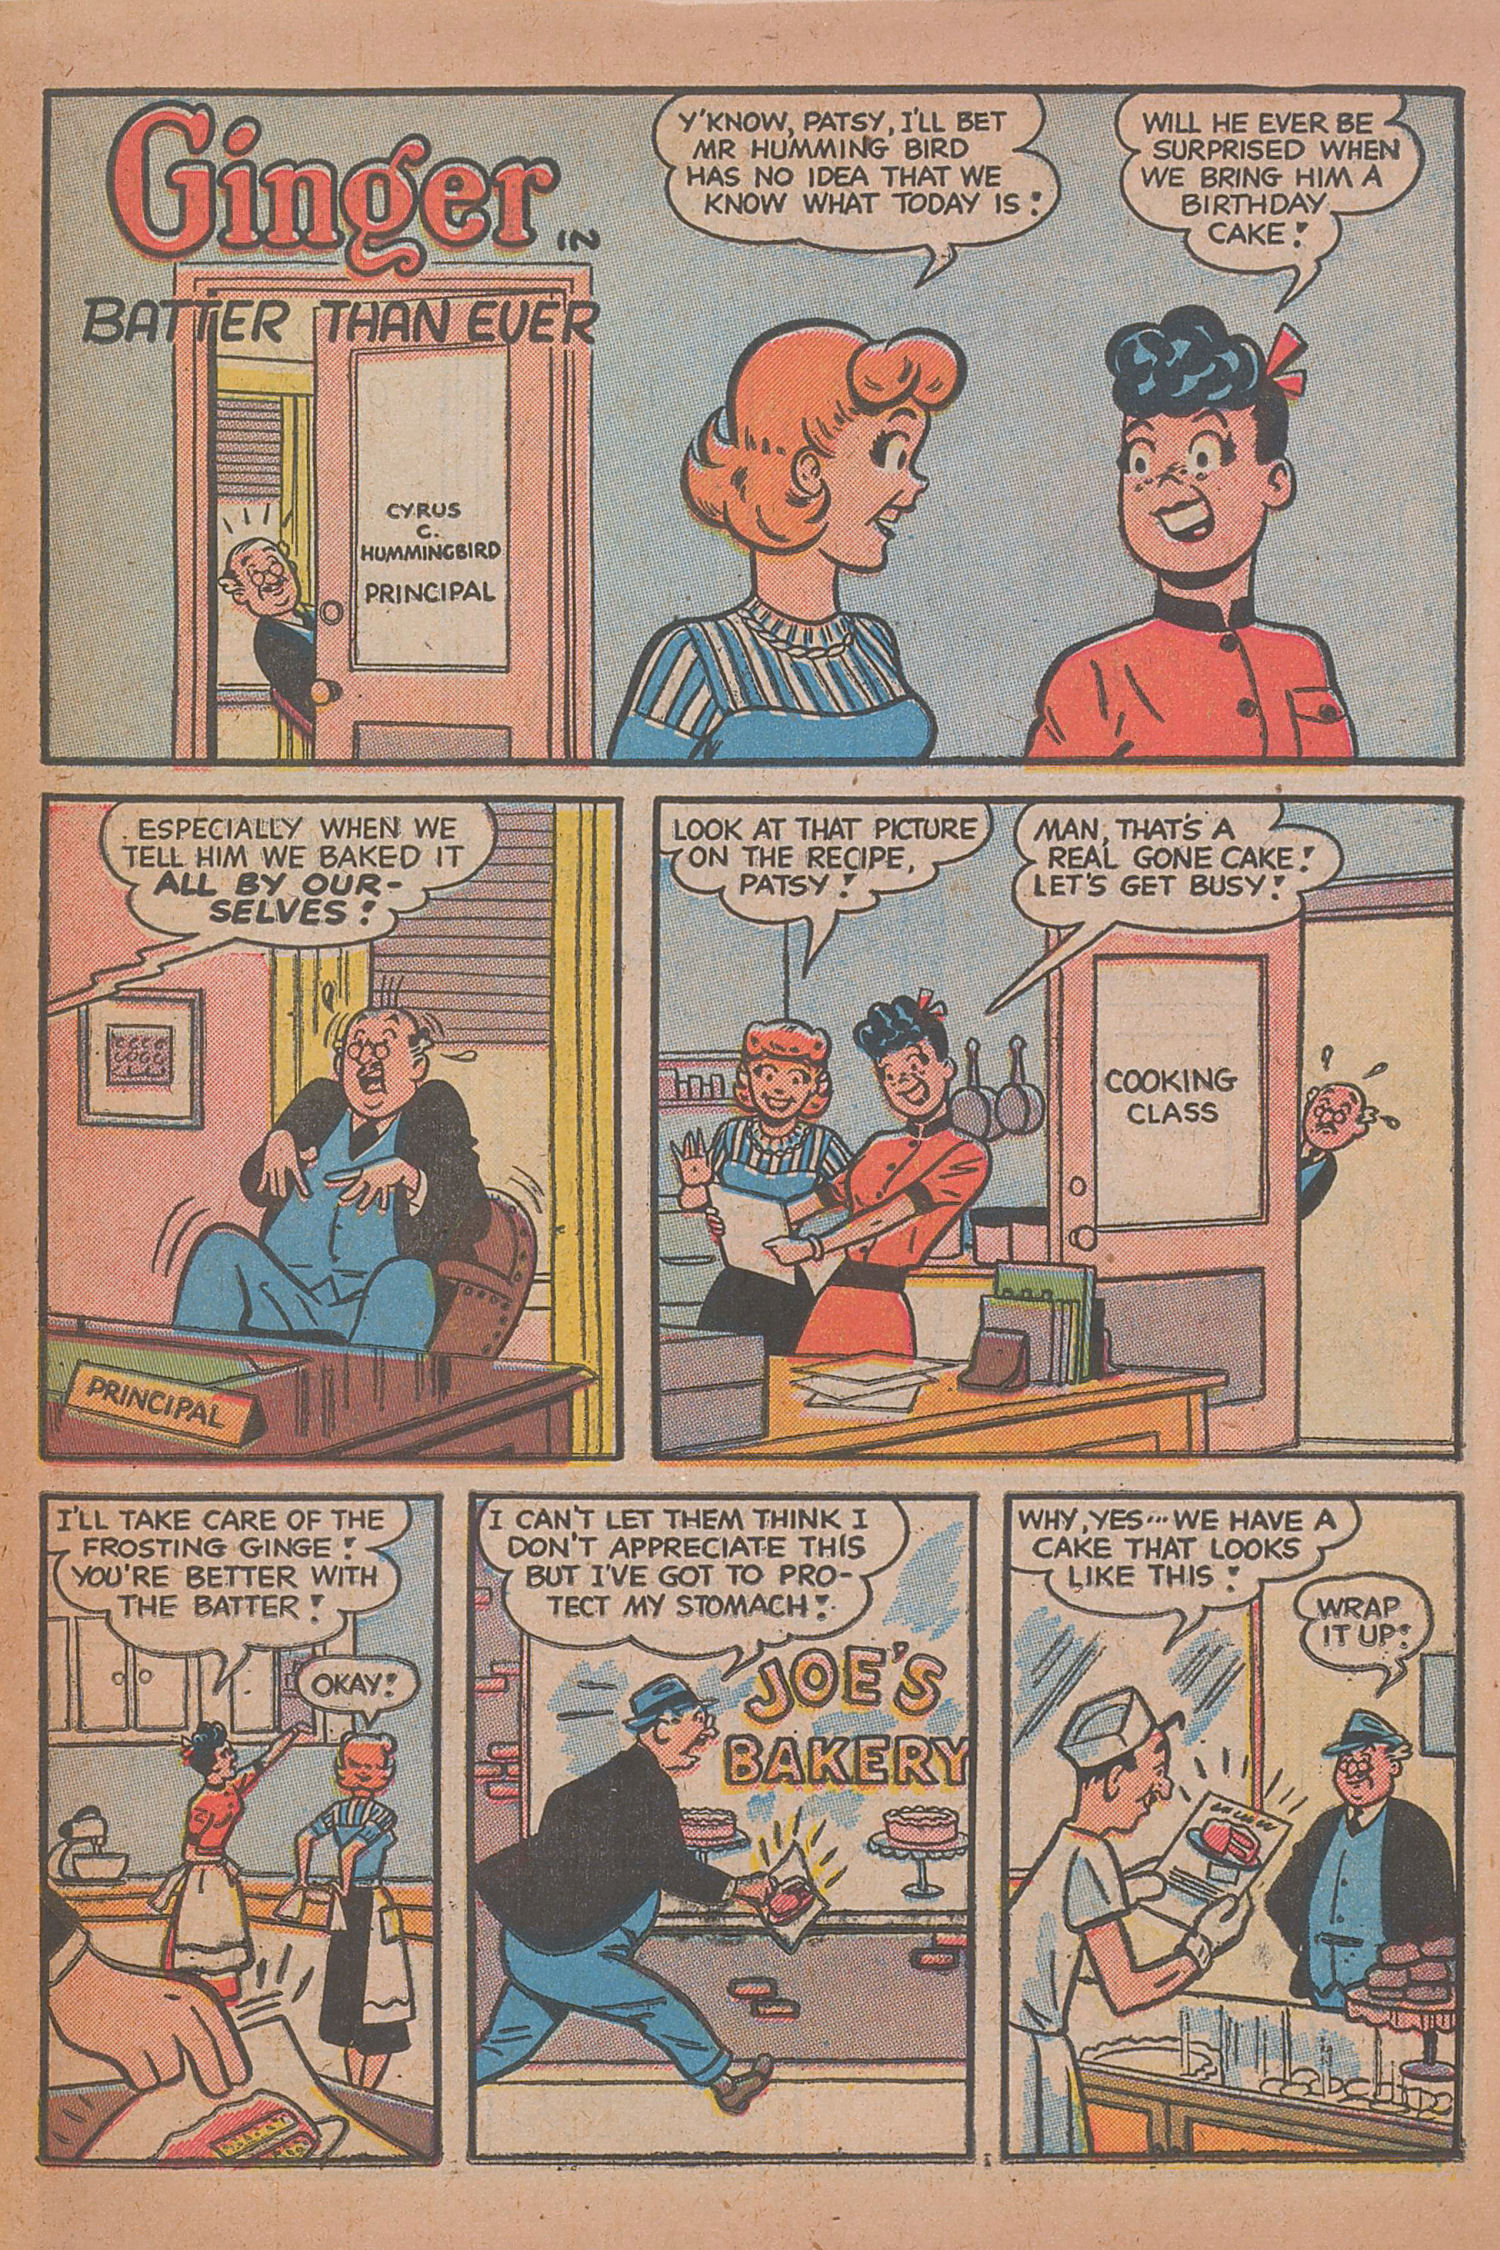 Ginger IN
BATTER THAN EVER
Y'KNOW, PATSY, I'LL BET
MR HUMMING BIRD
HAS NO IDEA THAT WE
KNOW WHAT TODAY IS!
WILL HE EVER BE
SURPRISED WHEN
WE BRING HIM A
BIRTHDAY
CAKE!
CYRUS
C.
HUMMINGBIRD
PRINCIPAL
ESPECIALLY WHEN WE
TELL HIM WE BAKED IT
ALL BY OUR-
SELVES!
PRINCIPAL
LOOK AT THAT PICTURE
ON THE RECIPE,
PATSY!
MAN, THAT'S A
REAL GONE CAKE!
LET'S GET BUSY!
COOKING
CLASS
I'LL TAKE CARE OF THE
FROSTING GINGE!
YOU'RE BETTER WITH
THE BATTER!
OKAY!
I CAN'T LET THEM THINK I
DON'T APPRECIATE THIS
BUT I'VE GOT TO PRO-
TECT MY STOMACH!
JOE'S
BAKERY
WHY, YES... WE HAVE A
CAKE THAT LOOKS
LIKE THIS!
WRAP
IT UP!